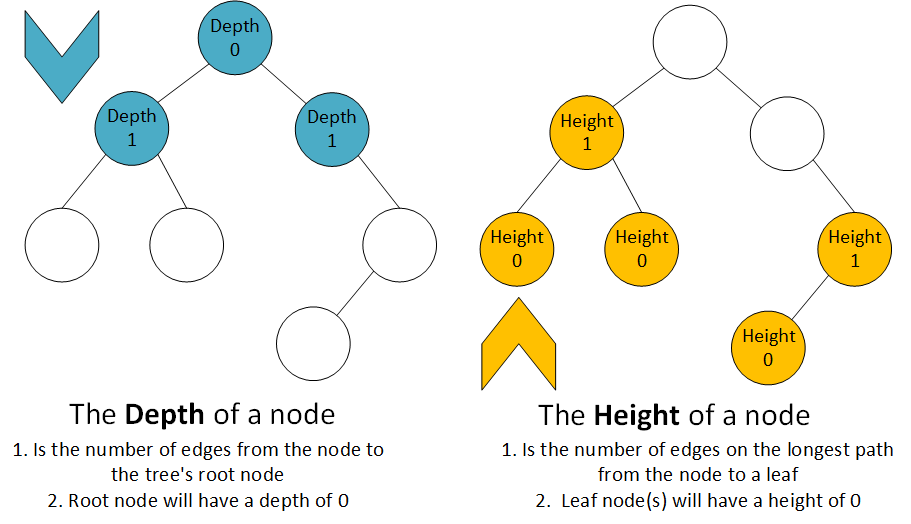 Depth
0
Depth
1
Depth
1
The Depth of a node
1. Is the number of edges from the node to
the tree's root node
2. Root node will have a depth of 0
Height
1
Height
0
Height
0
Height
1
Height
0
The Height of a node
1. Is the number of edges on the longest path
from the node to a leaf
2. Leaf node(s) will have a height of 0